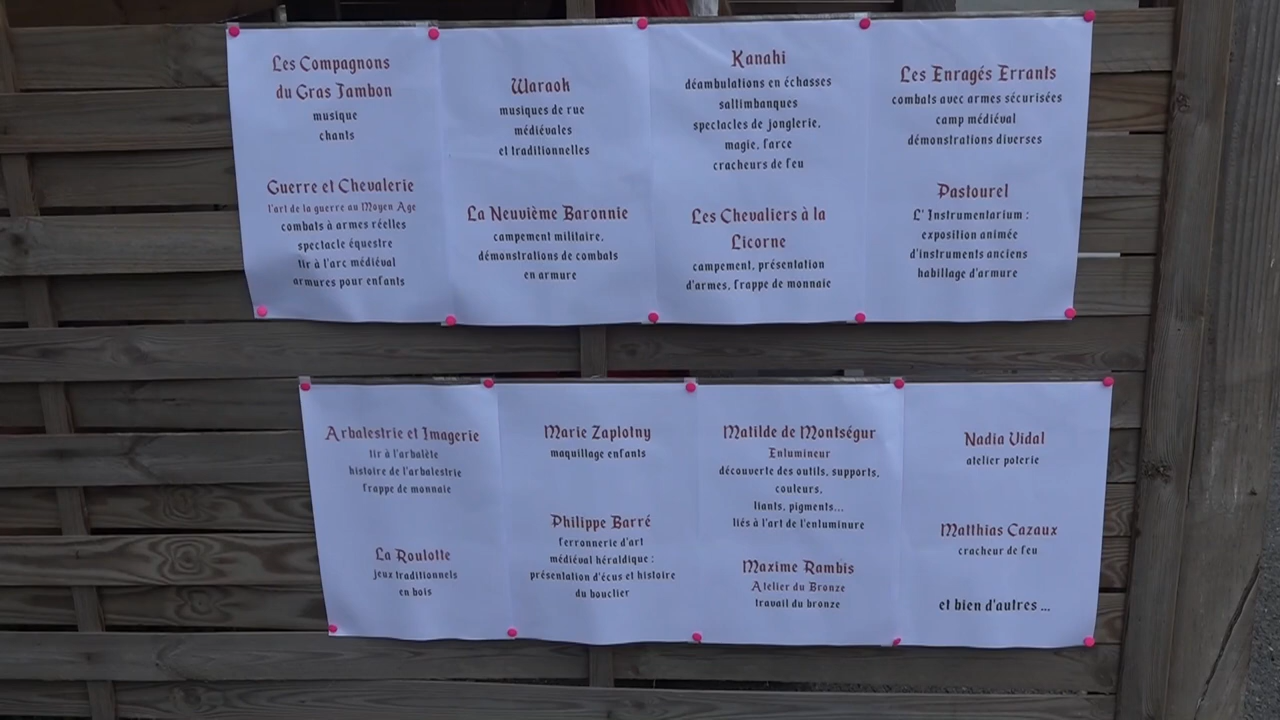 Les Compagnons
du Gras Jambon
musique
chants
Guerre et Chevalerie
l'art de la guerre au Moyen Age
combats à armes réelles
spectacle équestre
tir à l'arc médiéval
armures pour enfants
Waraok
musiques de rue
médiévales
et traditionnelles
La Neuvième Baronnie
campement militaire,
démonstrations de combats
en armure
Kanahi
déambulations en échasses
saltimbanques
spectacles de jonglerie,
magie, farce
cracheurs de feu
Les Chevaliers à la
Licorne
campement, présentation
d'armes, frappe de monnaie
Les Enragés Errants
combats avec armes sécurisées
camp médiéval
démonstrations diverses
Pastourel
L' Instrumentarium :
exposition animée
d'instruments anciens
habillage d'armure
Arbalestrie et Imagerie
tir à l'arbalète
histoire de l'arbalestrie
frappe de monnaie
La Roulotte
jeux traditionnels
en bois
Marie Zaplotny
maquillage enfants
Philippe Barré
ferronnerie d'art
médiéval héraldique :
présentation d'écus et histoire
du bouclier
Matilde de Montségur
Enlumineur
découverte des outils, supports,
couleurs,
liants, pigments...
liés à l'art de l'enluminure
Maxime Rambis
Atelier du Bronze
travail du bronze
Nadia Vidal
atelier poterie
Matthias Cazaux
cracheur de feu
et bien d'autres ...